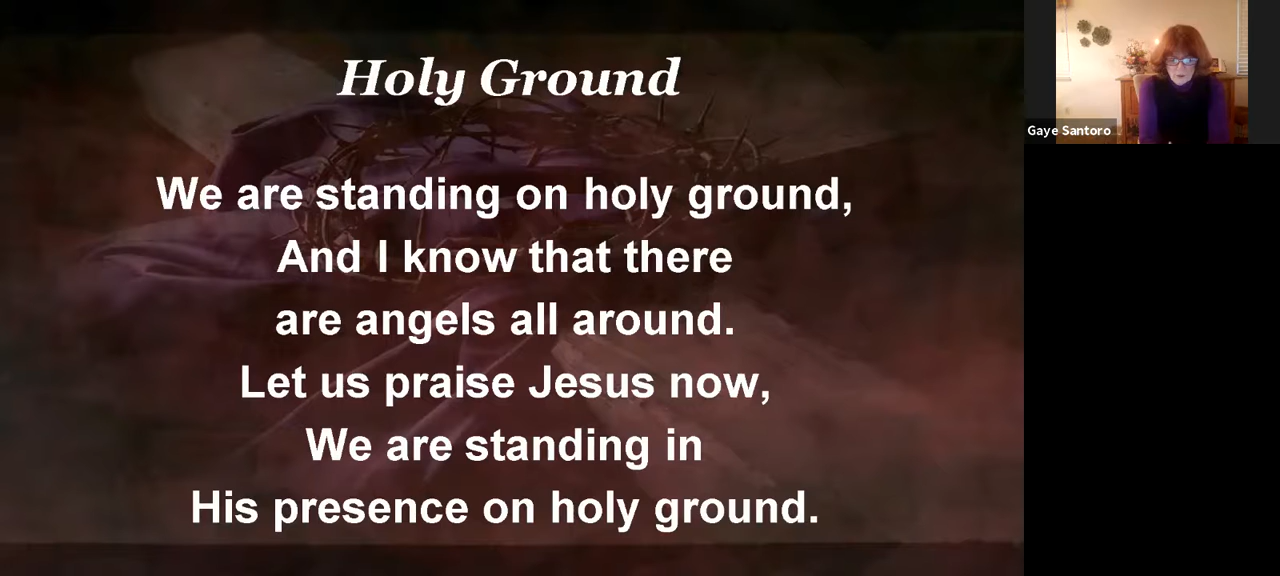 Holy Ground
We are standing on holy ground,
And I know that there
are angels all around.
Let us praise Jesus now,
We are standing in
His presence on holy ground.
Gaye Santoro